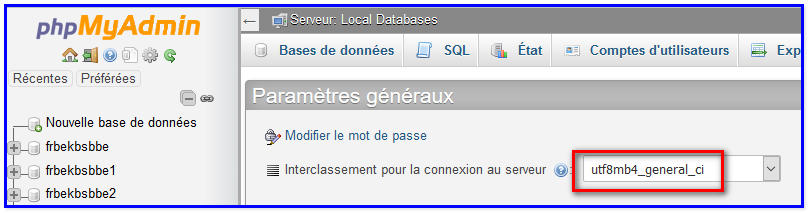 phpMyAdmin
Récentes Préférées
Nouvelle base de données
frbekbsbbe
frbekbsbbe1
frbekbsbbe2
Serveur: Local Databases
Bases de données SQL État Comptes d'utilisateurs Exp
Paramètres généraux
Modifier le mot de passe
Interclassement pour la connexion au serveur : utf8mb4_general_ci